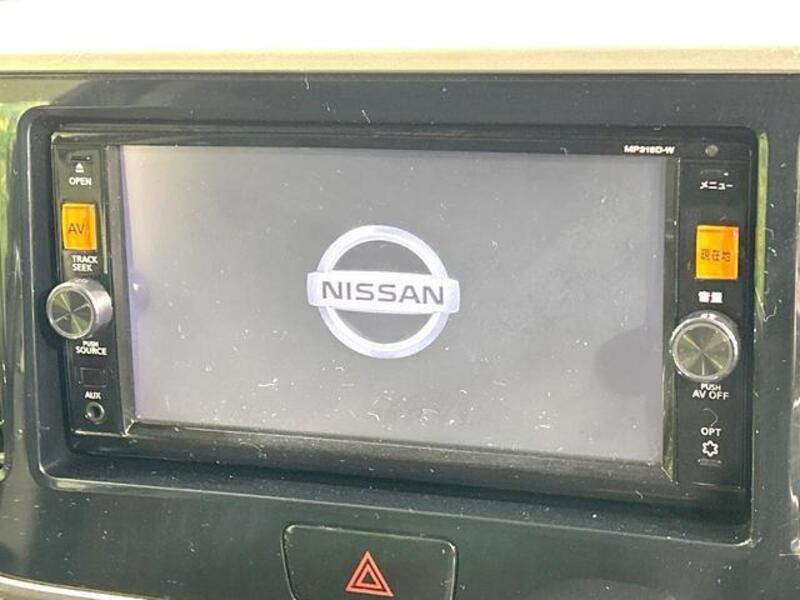 MP318D-W
OPEN
メニュー
AV
TRACK
SEEK
現在地
NISSAN
音量
PUSH
SOURCE
PUSH
AV OFF
AUX
OPT